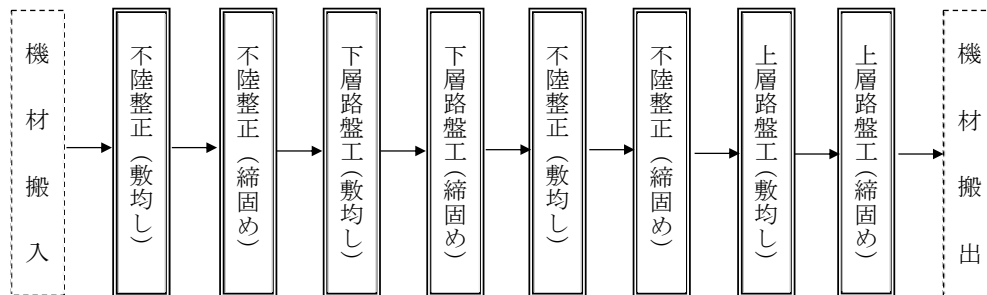 機材搬入
不陸整正（敷均し）
不陸整正（締固め）
下層路盤工（敷均し）
下層路盤工（締固め）
不陸整正（敷均し）
不陸整正（締固め）
上層路盤工（敷均し）
上層路盤工（締固め）
機材搬出